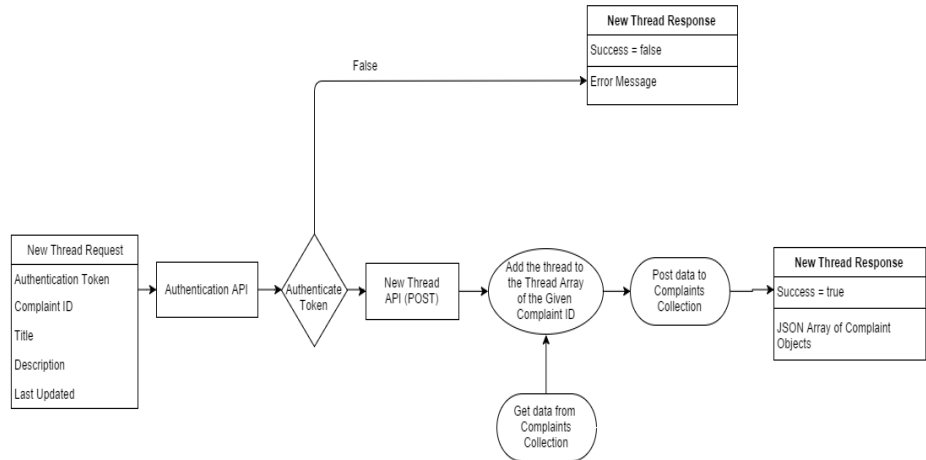 New Thread Response
Success = false
Error Message
False
New Thread Request
Authentication Token
Complaint ID
Title
Description
Last Updated
Authentication API
Authenticate
Token
New Thread
API (POST)
Add the thread to
the Thread Array
of the Given
Complaint ID
Get data from
Complaints
Collection
Post data to
Complaints
Collection
New Thread Response
Success = true
JSON Array of Complaint
Objects